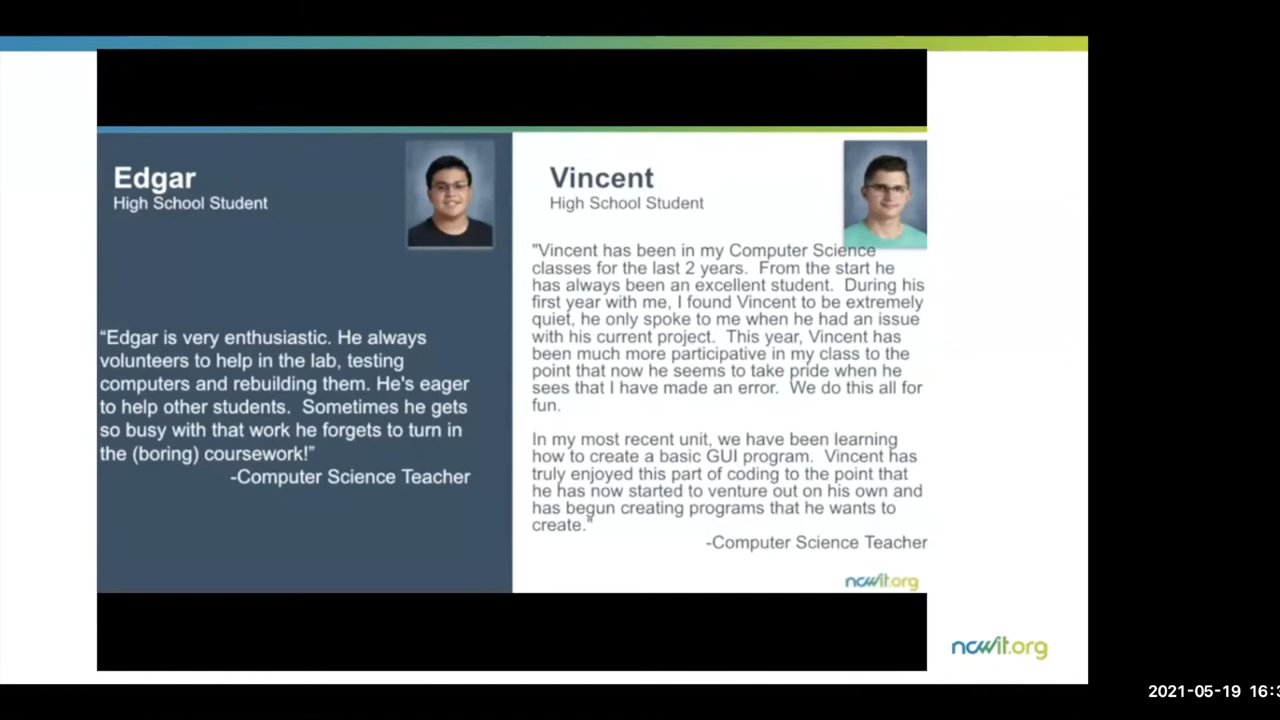 Edgar
High School Student
“Edgar is very enthusiastic. He always
volunteers to help in the lab, testing
computers and rebuilding them. He's eager
to help other students.  Sometimes he gets
so busy with that work he forgets to turn in
the (boring) coursework!”
-Computer Science Teacher
Vincent
High School Student
"Vincent has been in my Computer Science
classes for the last 2 years.  From the start he
has always been an excellent student.  During his
first year with me, I found Vincent to be extremely
quiet, he only spoke to me when he had an issue
with his current project.  This year, Vincent has
been much more participative in my class to the
point that now he seems to take pride when he
sees that I have made an error.  We do this all for
fun.
In my most recent unit, we have been learning
how to create a basic GUI program.  Vincent has
truly enjoyed this part of coding to the point that
he has now started to venture out on his own and
has begun creating programs that he wants to
create."
-Computer Science Teacher
ncwit.org
ncwit.org
2021-05-19